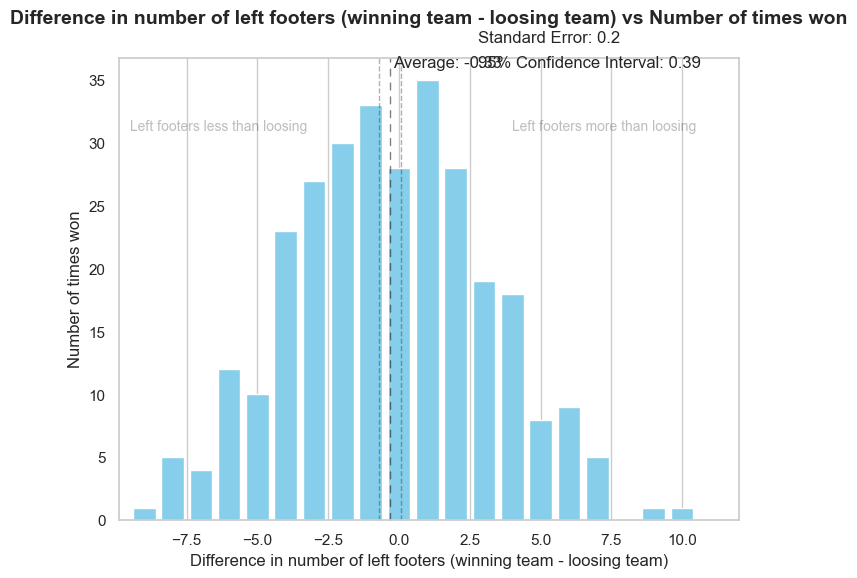 Difference in number of left footers (winning team - loosing team) vs Number of times won
Standard Error: 0.2
Average: -0.33
95% Confidence Interval: 0.39
Left footers less than loosing
Left footers more than loosing
Number of times won
35
30
25
20
15
10
5
0
−7.5
−5.0
−2.5
0.0
2.5
5.0
7.5
10.0
Difference in number of left footers (winning team - loosing team)